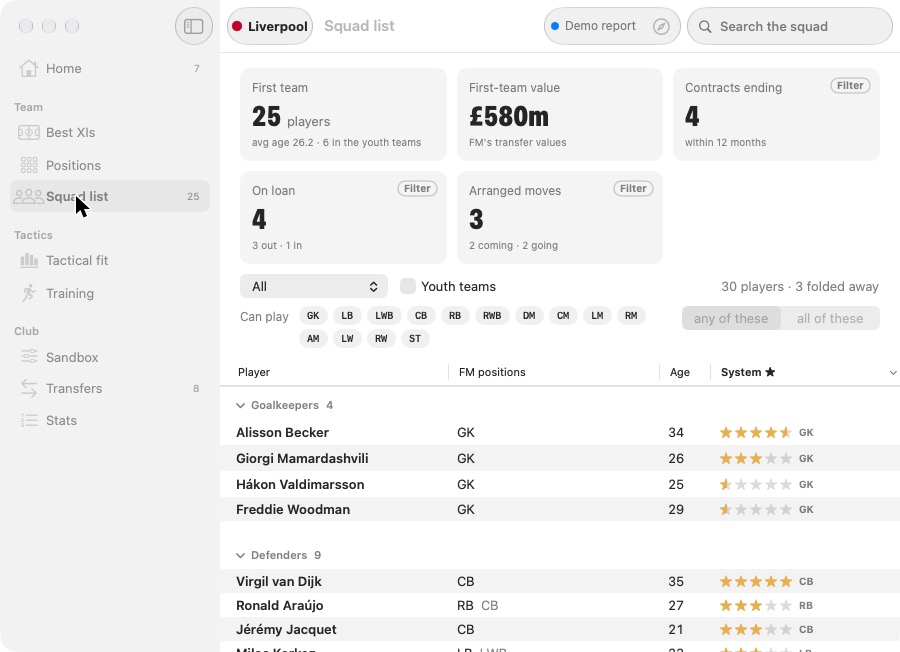 Liverpool
Squad list
Demo report
Search the squad
Home 7
Team
Best XIs
Positions
Squad list 25
Tactics
Tactical fit
Training
Club
Sandbox
Transfers 8
Stats
First team
25 players
avg age 26.2 · 6 in the youth teams
First-team value
£580m
FM's transfer values
Contracts ending Filter
4
within 12 months
On loan Filter
4
3 out · 1 in
Arranged moves Filter
3
2 coming · 2 going
All
Youth teams
30 players · 3 folded away
Can play GK LB LWB CB RB RWB DM CM LM RM
AM LW RW ST
any of these all of these
Player FM positions Age System ★
Goalkeepers 4
Alisson Becker GK 34 GK
Giorgi Mamardashvili GK 26 GK
Hákon Valdimarsson GK 25 GK
Freddie Woodman GK 29 GK
Defenders 9
Virgil van Dijk CB 35 CB
Ronald Araújo RB CB 27 RB
Jérémy Jacquet CB 21 CB